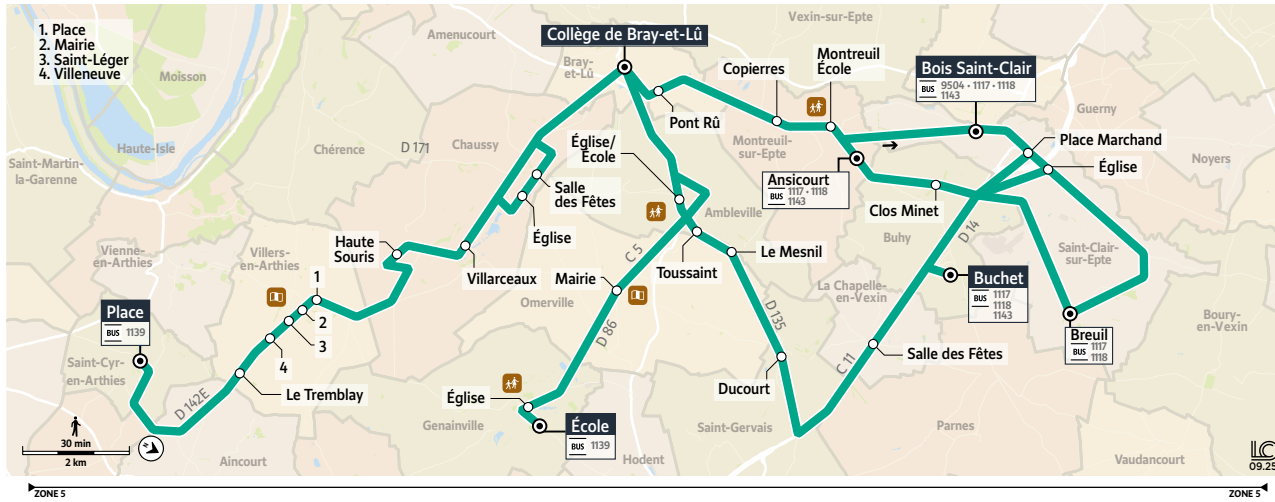 1. Place
2. Mairie
3. Saint-Léger
4. Villeneuve
Moisson
Haute-Isle
Saint-Martin-
la-Garenne
Amenucourt
Chérence
D 171
Chaussy
Collège de Bray-et-Lû
Bray-
et-Lû
Vexin-sur-Epte
Pont Rû
Copierres
Montreuil
École
Montreuil-
sur-Epte
Bois Saint-Clair
BUS 9504 • 1117 • 1118
1143
Guerny
Place Marchand
Église
Noyers
Ansicourt
BUS 1117 • 1118
1143
Clos Minet
Église/
École
Salle
des Fêtes
Église
Ambleville
Toussaint
Le Mesnil
Buhy
D 14
Saint-Clair-
sur-Epte
La Chapelle-
en-Vexin
Buchet
BUS 1117
1118
1143
Breuil
BUS 1117
1118
Boury-
en-Vexin
Vienne-
en-Arthies
Villers-
en-Arthies
Haute
Souris
Villarceaux
Omerville
Mairie
C 5
D 86
D 135
C 11
1
2
3
4
Place
BUS 1139
Saint-Cyr-
en-Arthies
D 142E
Le Tremblay
Salle des Fêtes
Ducourt
Église
Genainville
École
BUS 1139
Saint-Gervais
Parnes
Hodent
Vaudancourt
Aincourt
30 min
2 km
LC
09.25
ZONE 5
ZONE 5